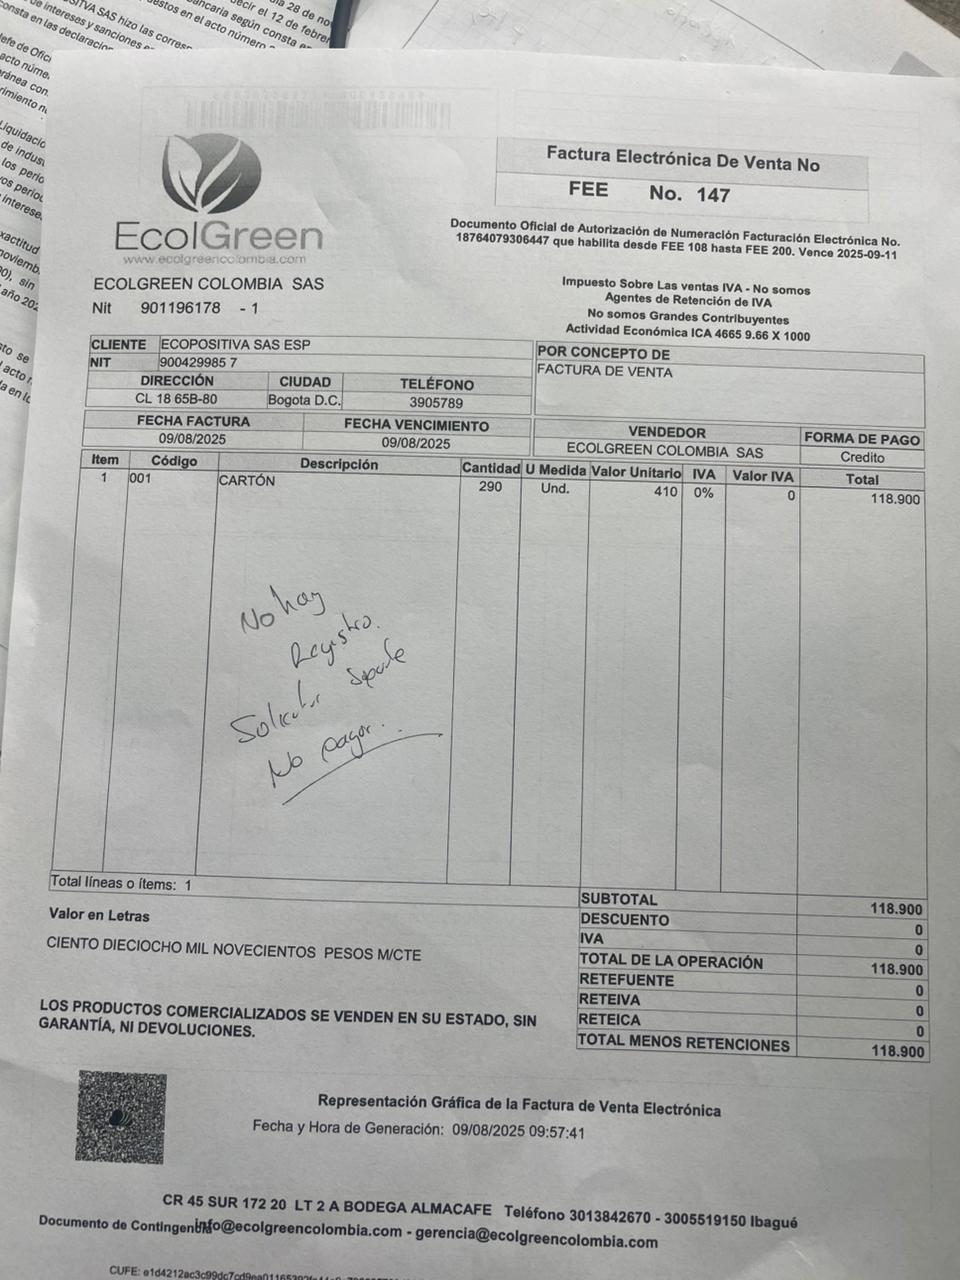 EcolGreen
www.ecolgreencolombia.com
ECOLGREEN COLOMBIA SAS
Nit 901196178 - 1
Factura Electrónica De Venta No
FEE No. 147
Documento Oficial de Autorización de Numeración Facturación Electrónica No.
18764079306447 que habilita desde FEE 108 hasta FEE 200. Vence 2025-09-11
Impuesto Sobre Las ventas IVA - No somos
Agentes de Retención de IVA
No somos Grandes Contribuyentes
Actividad Económica ICA 4665 9.66 X 1000
CLIENTE ECOPOSITIVA SAS ESP
NIT 900429985 7
DIRECCIÓN CIUDAD TELÉFONO
CL 18 65B-80 Bogota D.C. 3905789
POR CONCEPTO DE
FACTURA DE VENTA
FECHA FACTURA FECHA VENCIMIENTO VENDEDOR FORMA DE PAGO
09/08/2025 09/08/2025 ECOLGREEN COLOMBIA SAS Credito
Item Código Descripción Cantidad U Medida Valor Unitario IVA Valor IVA Total
1 001 CARTÓN 290 Und. 410 0% 0 118.900
No hay
Registro.
Solicitar Soporte
No pagar.
Total líneas o ítems: 1
Valor en Letras
CIENTO DIECIOCHO MIL NOVECIENTOS PESOS M/CTE
SUBTOTAL 118.900
DESCUENTO 0
IVA 0
TOTAL DE LA OPERACIÓN 118.900
RETEFUENTE 0
RETEIVA 0
RETEICA 0
TOTAL MENOS RETENCIONES 118.900
LOS PRODUCTOS COMERCIALIZADOS SE VENDEN EN SU ESTADO, SIN
GARANTÍA, NI DEVOLUCIONES.
Representación Gráfica de la Factura de Venta Electrónica
Fecha y Hora de Generación: 09/08/2025 09:57:41
CR 45 SUR 172 20 LT 2 A BODEGA ALMACAFE Teléfono 3013842670 - 3005519150 Ibagué
Documento de Contingencia
info@ecolgreencolombia.com - gerencia@ecolgreencolombia.com
CUFE: